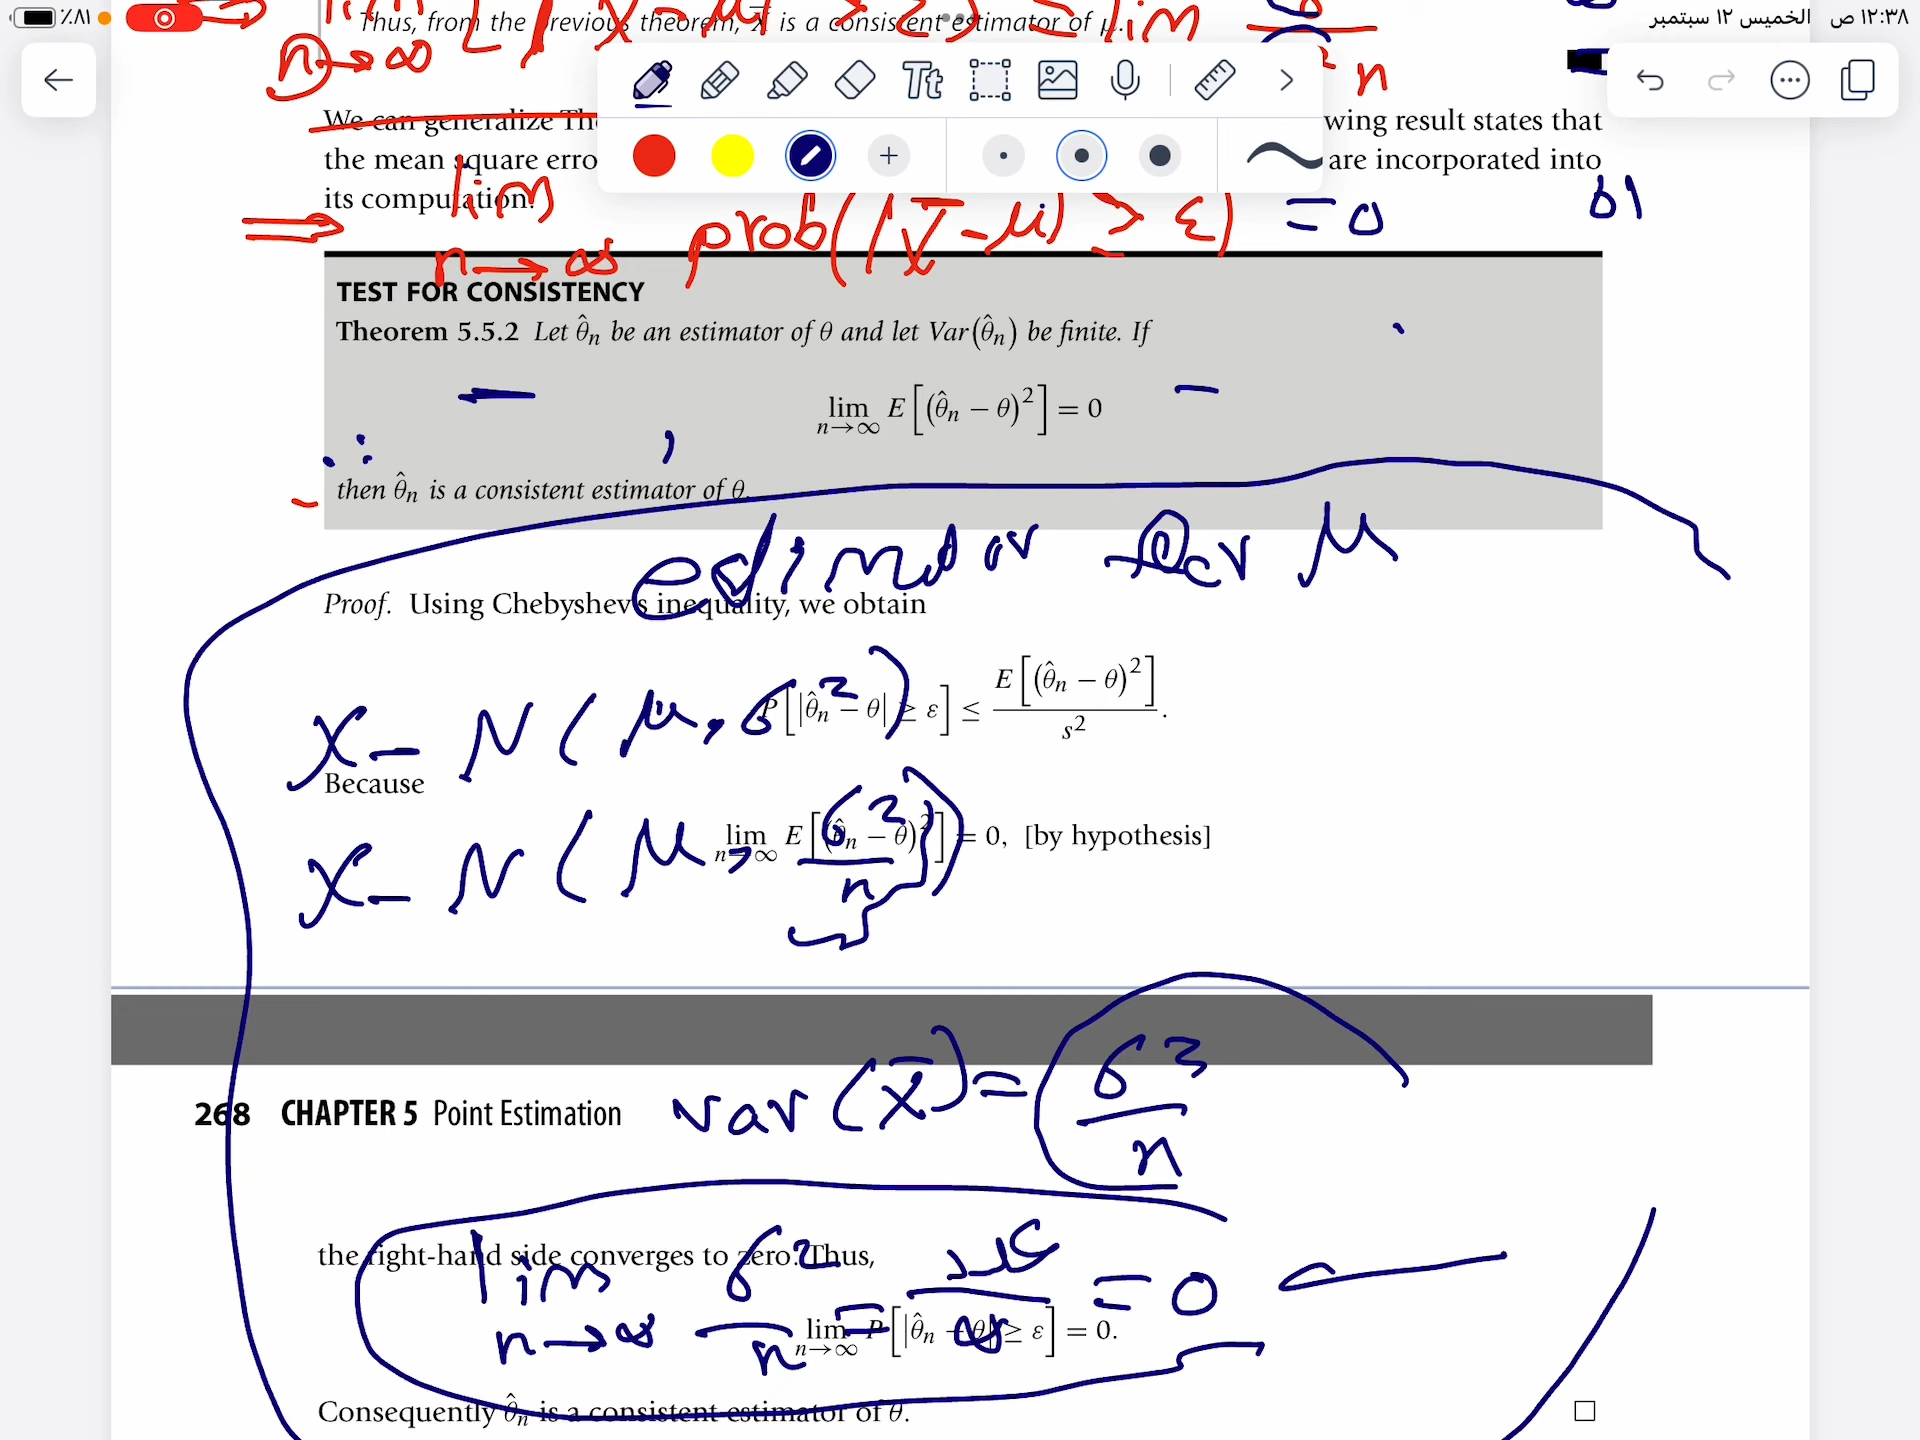 ٪٨١
١٢:٣٨ ص الخميس ١٢ سبتمبر
Thus, from the previous theorem, X̄ is a consistent estimator of μ.
n→∞
n
Tt
We can generalize Th
wing result states that
the mean square erro
are incorporated into
its computation.
⇒ lim n→∞ prob(|X̄-μ| ≥ ε) = 0
TEST FOR CONSISTENCY
Theorem 5.5.2 Let θ̂n be an estimator of θ and let Var(θ̂n) be finite. If
lim n→∞ E[(θ̂n − θ)²] = 0
then θ̂n is a consistent estimator of θ.
μ
Proof. Using Chebyshev's inequality, we obtain
P[|θ̂n − θ| ≥ ε] ≤ E[(θ̂n − θ)²] / s².
X - N(μ, σ²)
Because
lim n→∞ E[(θ̂n − θ)²] = 0, [by hypothesis]
X - N(μ, σ²/n)
var(x̄) = σ²/n
268 CHAPTER 5 Point Estimation
the right-hand side converges to zero. Thus,
lim n→∞ σ²/n = عدد/∞ = 0
lim n→∞ P[|θ̂n − θ| ≥ ε] = 0.
Consequently θ̂n is a consistent estimator of θ.